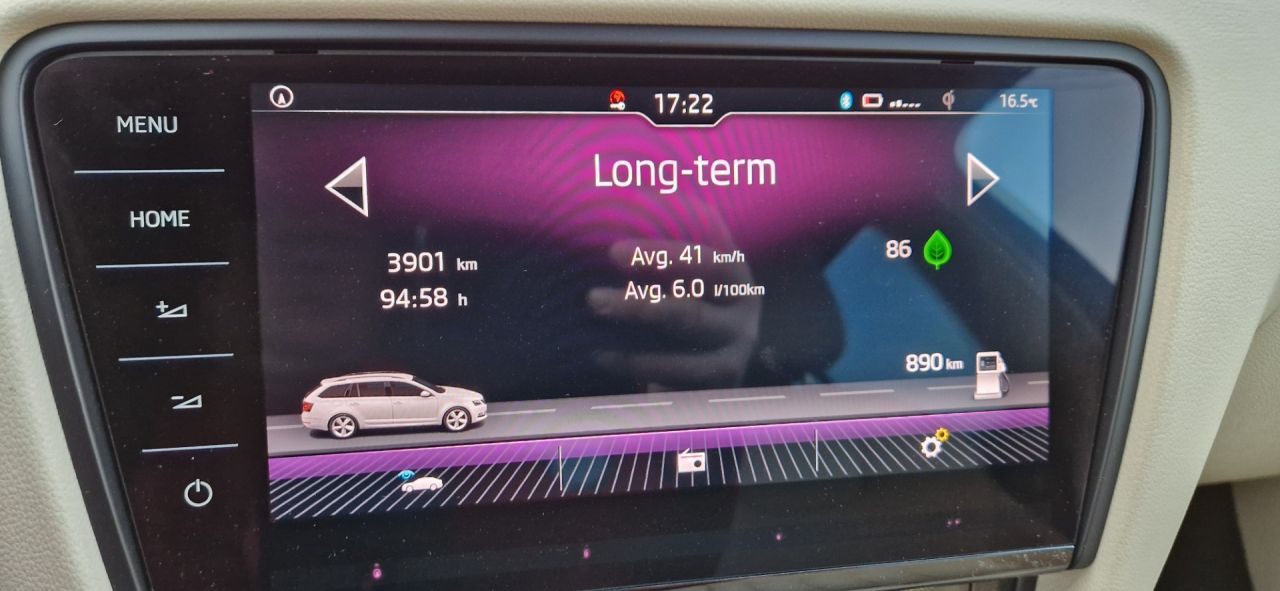 17:22
16.5°C
MENU
Long-term
HOME
3901 km
Avg. 41 km/h
86
94:58 h
Avg. 6.0 l/100km
890 km